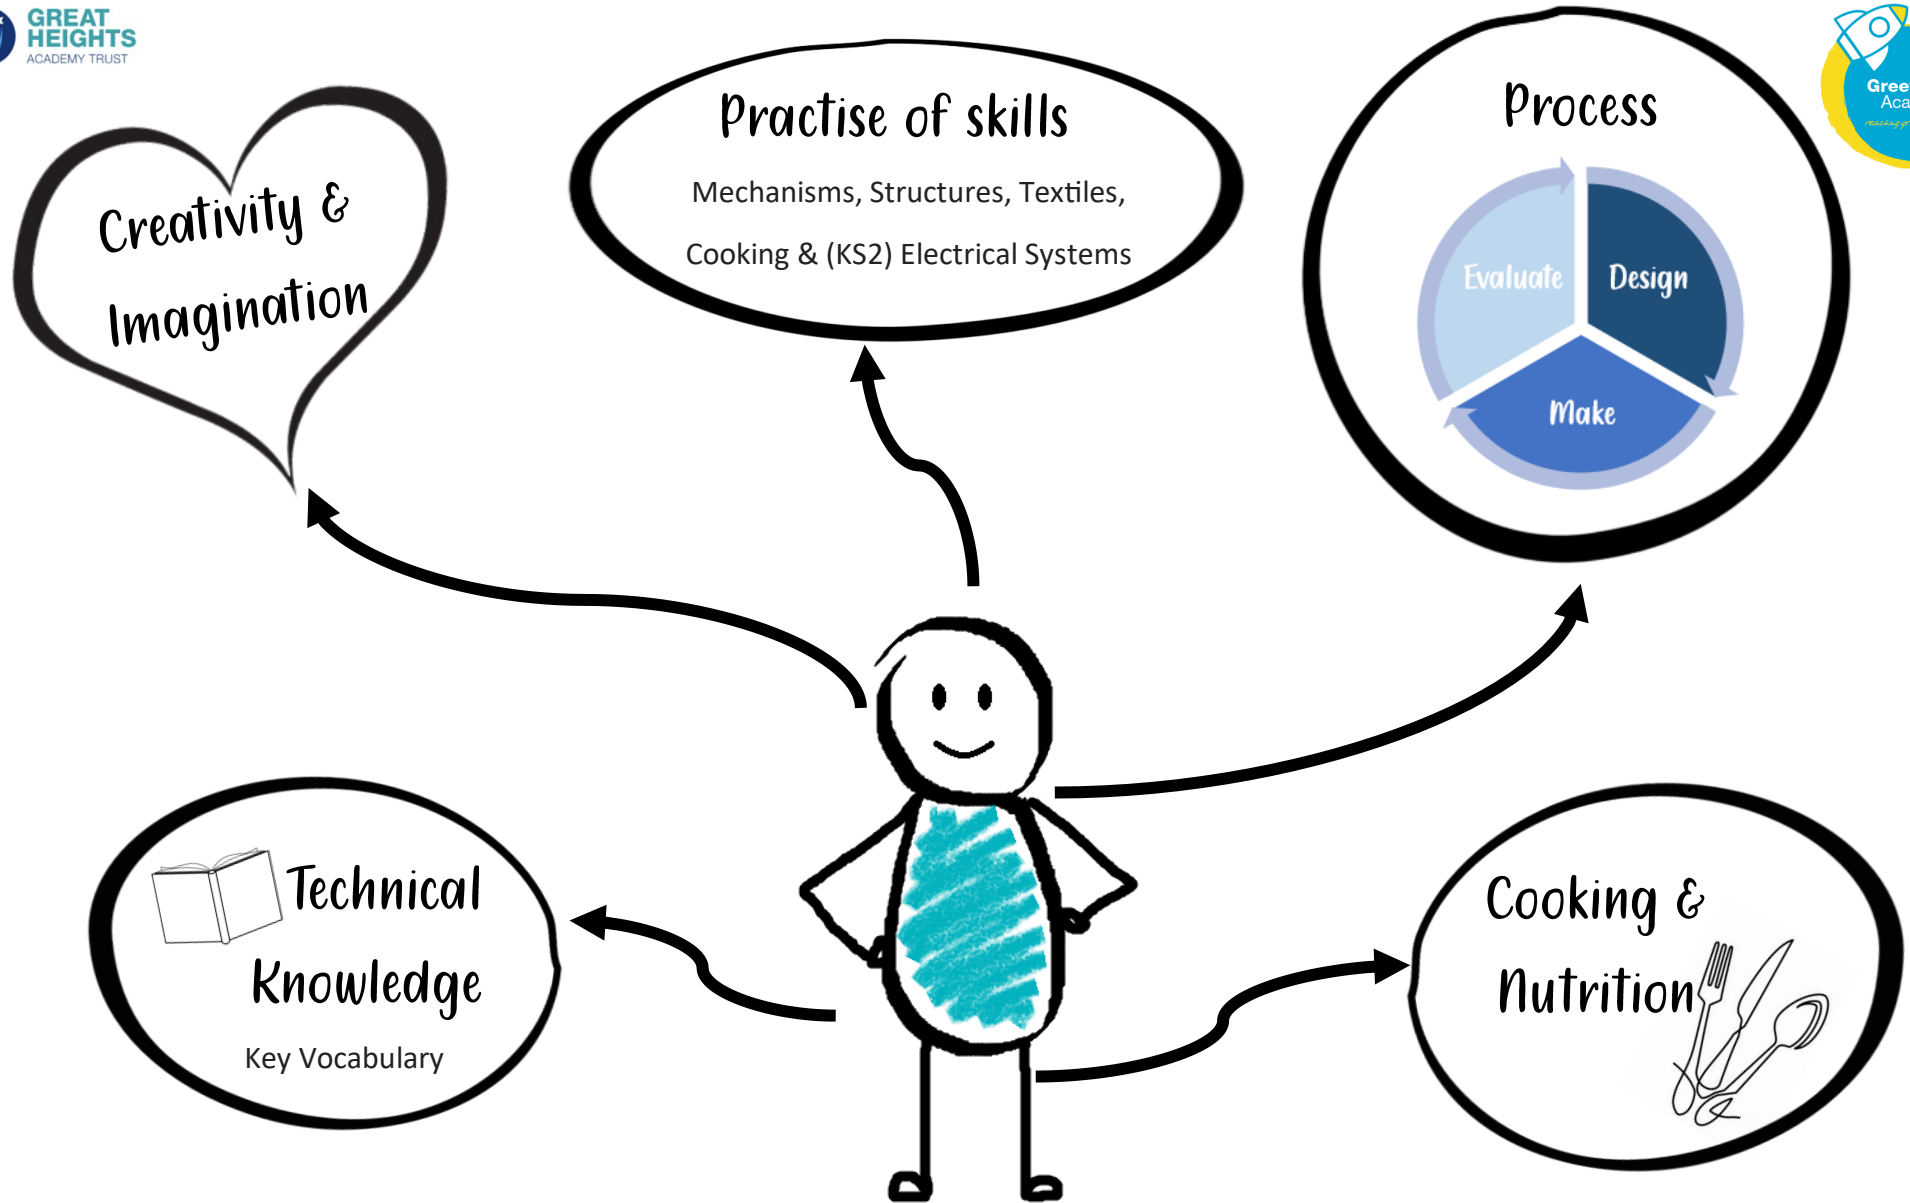 GREAT
HEIGHTS
ACADEMY TRUST
Creativity &
Imagination
Practise of skills
Mechanisms, Structures, Textiles,
Cooking & (KS2) Electrical Systems
Process
Evaluate
Design
Make
Technical
Knowledge
Key Vocabulary
Cooking &
Nutrition